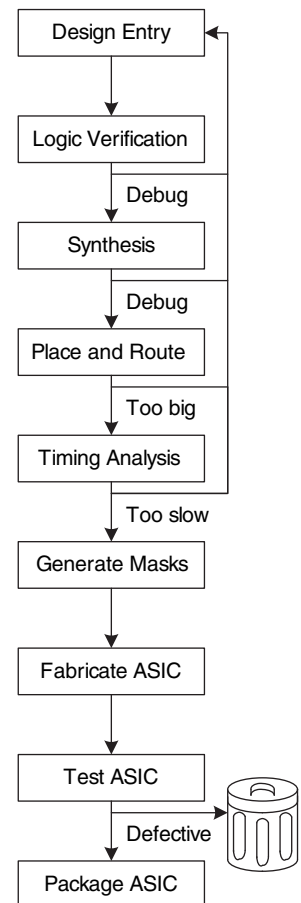 Design Entry
Logic Verification
Debug
Synthesis
Debug
Place and Route
Too big
Timing Analysis
Too slow
Generate Masks
Fabricate ASIC
Test ASIC
Defective
Package ASIC